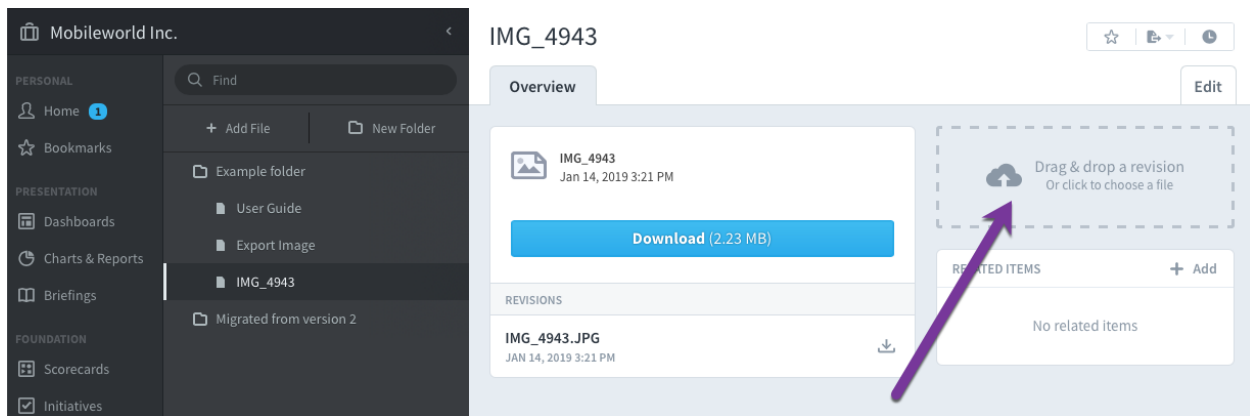 Mobileworld Inc.
PERSONAL
Home 1
Bookmarks
PRESENTATION
Dashboards
Charts & Reports
Briefings
FOUNDATION
Scorecards
Initiatives
Find
+ Add File
New Folder
Example folder
User Guide
Export Image
IMG_4943
Migrated from version 2
IMG_4943
Overview
Edit
IMG_4943
Jan 14, 2019 3:21 PM
Download (2.23 MB)
REVISIONS
IMG_4943.JPG
JAN 14, 2019 3:21 PM
Drag & drop a revision
Or click to choose a file
RELATED ITEMS
+ Add
No related items